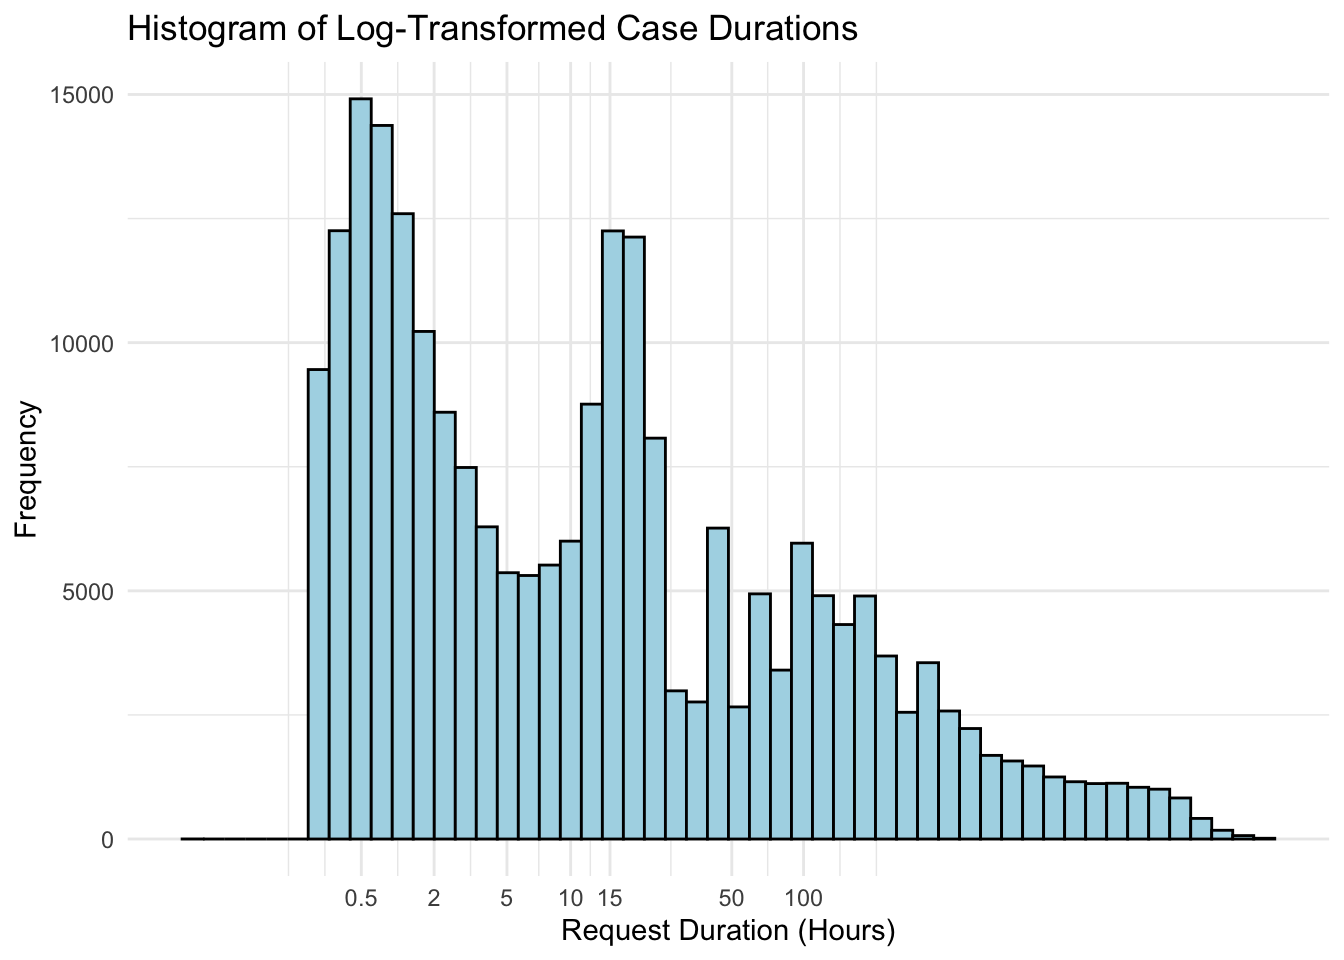 Histogram of Log-Transformed Case Durations
15000
10000
5000
0
Frequency
0.5 2 5 10 15 50 100
Request Duration (Hours)